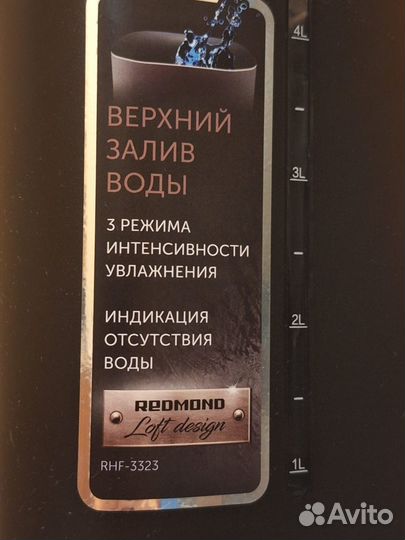 ВЕРХНИЙ
ЗАЛИВ
ВОДЫ
3 РЕЖИМА
ИНТЕНСИВНОСТИ
УВЛАЖНЕНИЯ
ИНДИКАЦИЯ
ОТСУТСТВИЯ
ВОДЫ
REDMOND
Loft design
RHF-3323
4L
3L
2L
1L
Avito